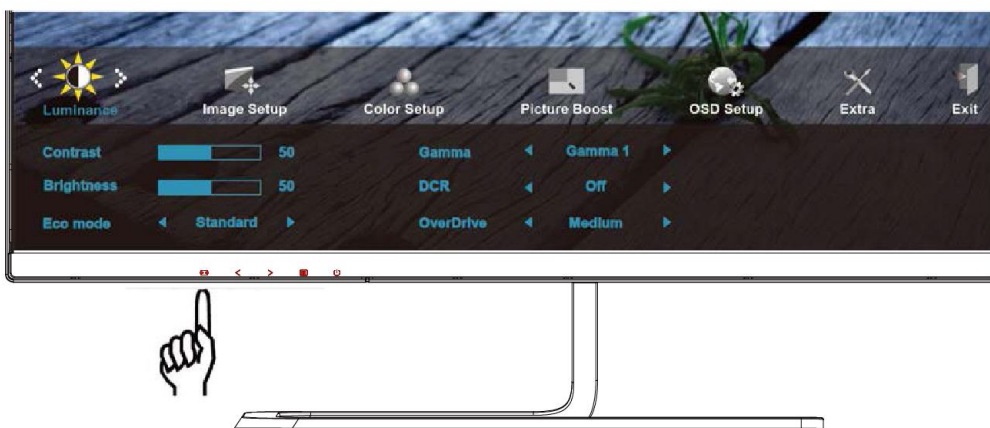 Luminance Image Setup Color Setup Picture Boost OSD Setup Extra Exit
Contrast 50 Gamma Gamma 1
Brightness 50 DCR Off
Eco mode Standard OverDrive Medium